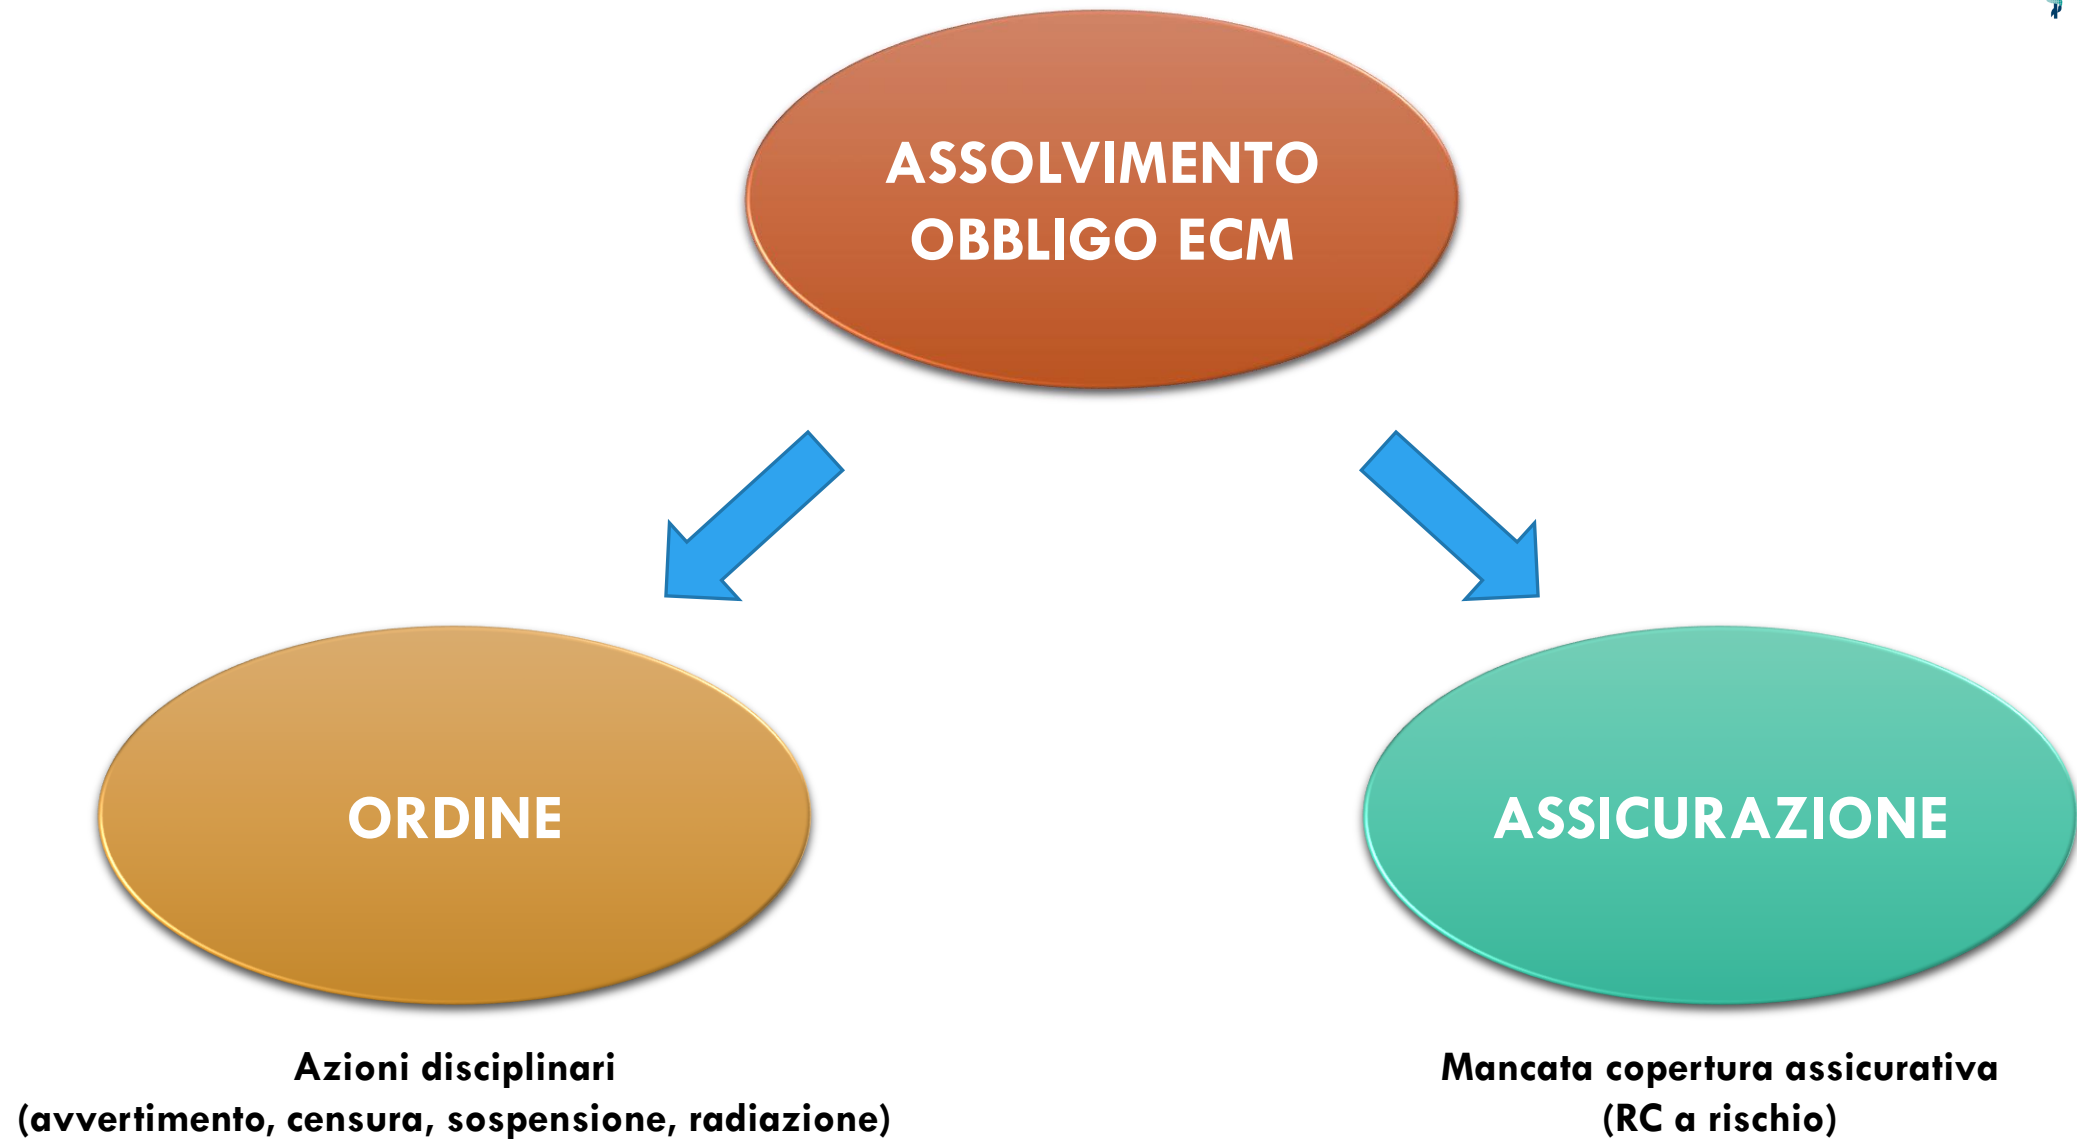 ASSOLVIMENTO
OBBLIGO ECM
ORDINE
ASSICURAZIONE
Azioni disciplinari
(avvertimento, censura, sospensione, radiazione)
Mancata copertura assicurativa
(RC a rischio)